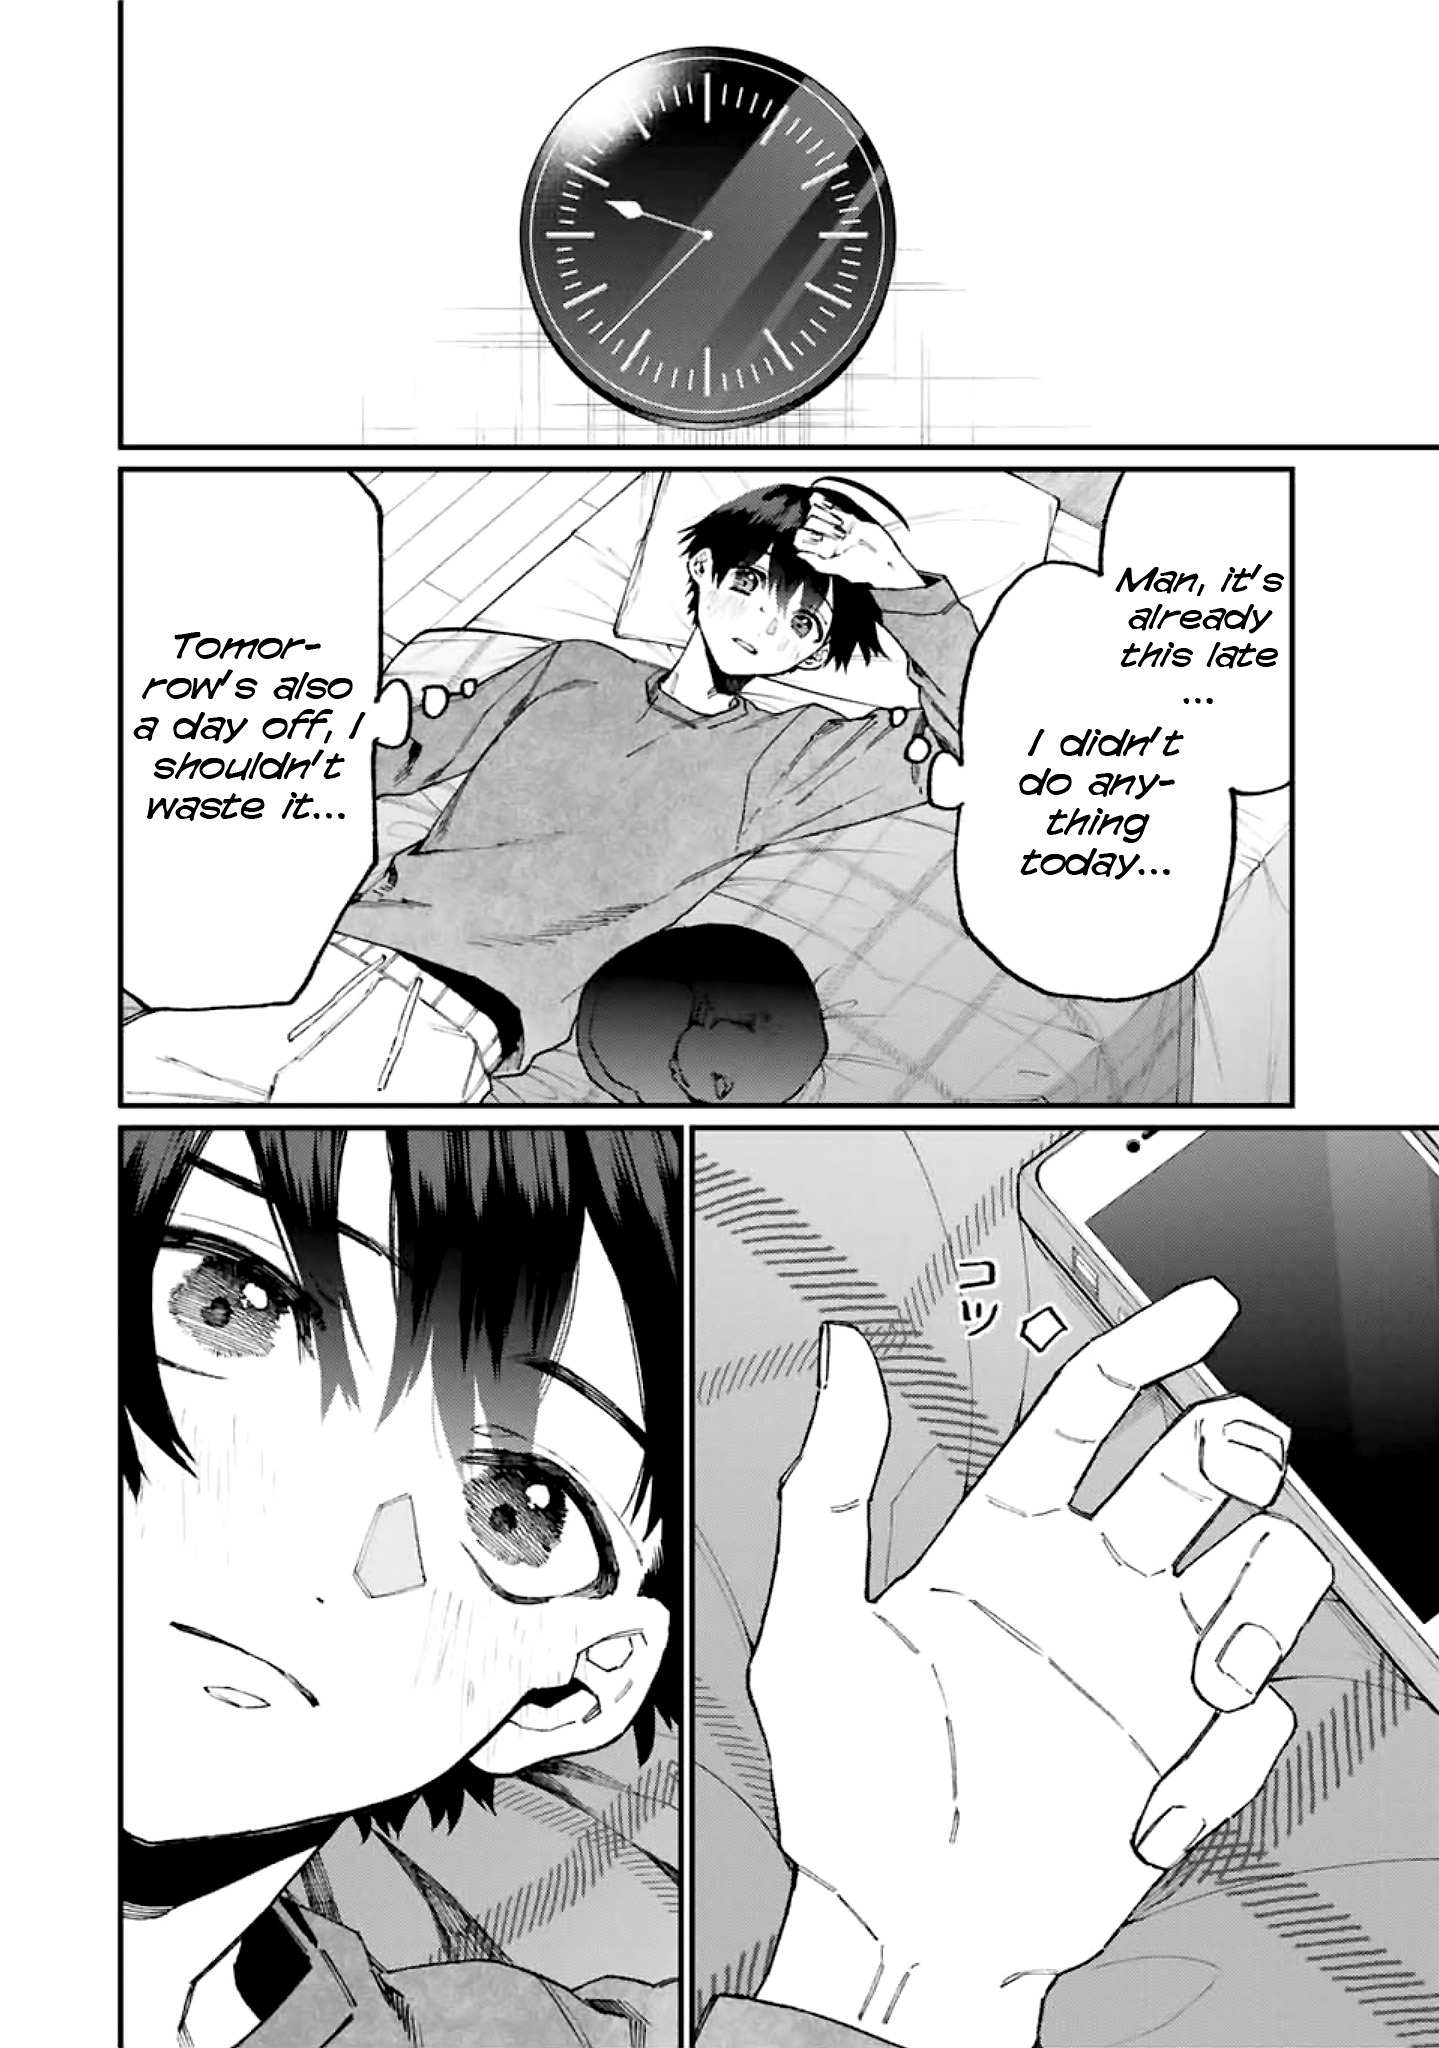 Man, it's
already
this late
...
I didn't
do any-
thing
today...
Tomor-
row's also
a day off, I
shouldn't
waste it...
コツ